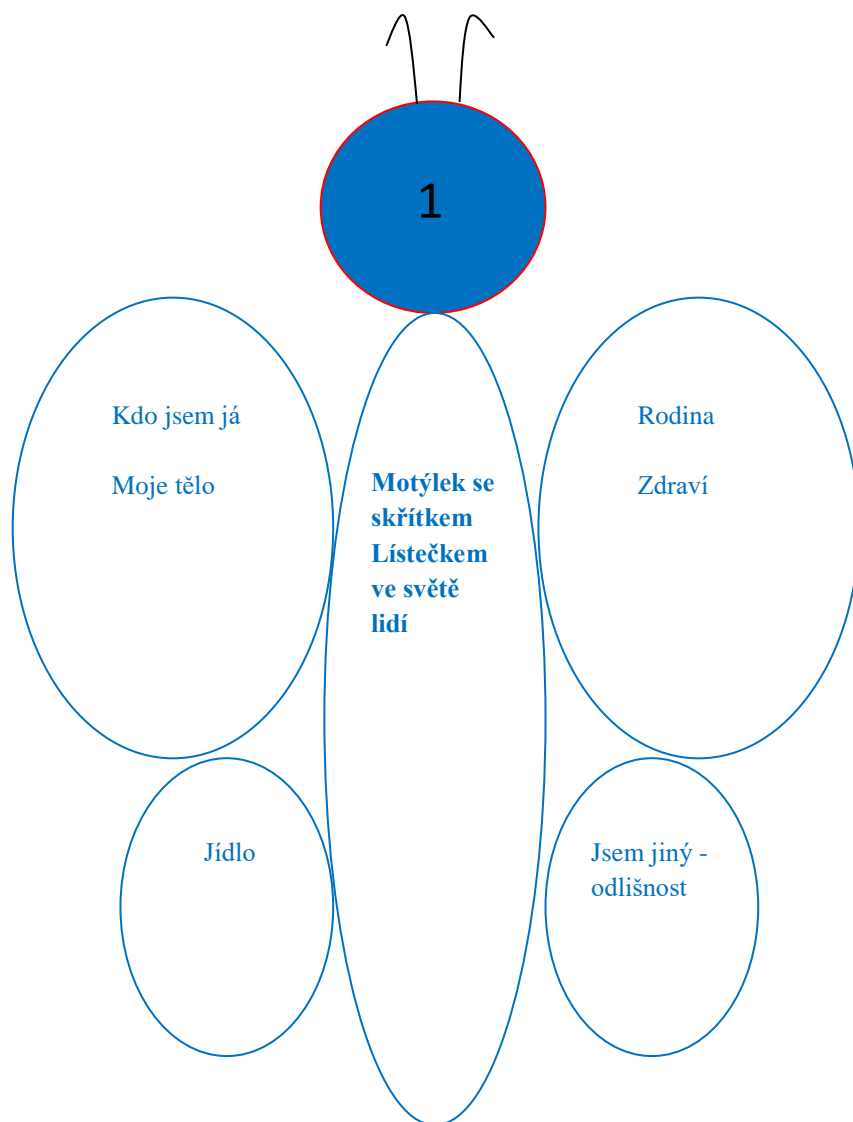 1
Kdo jsem já
Moje tělo
Motýlek se
skřítkem
Lístečkem
ve světě
lidí
Rodina
Zdraví
Jídlo
Jsem jiný -
odlišnost